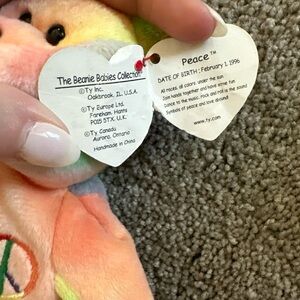 The Beanie Babies Collection
©Ty Inc.
Oakbrook, IL. U.S.A.
©Ty Europe Ltd.
Fareham, Hants
PO15 5TX, U.K.
©Ty Canada
Aurora, Ontario
Handmade in China
Peace™
DATE OF BIRTH : February 1, 1996
All races, all colors, under the sun
Join hands together and have some fun
Dance to the music, rock and roll is the sound
Symbols of peace and love abound!
www.ty.com